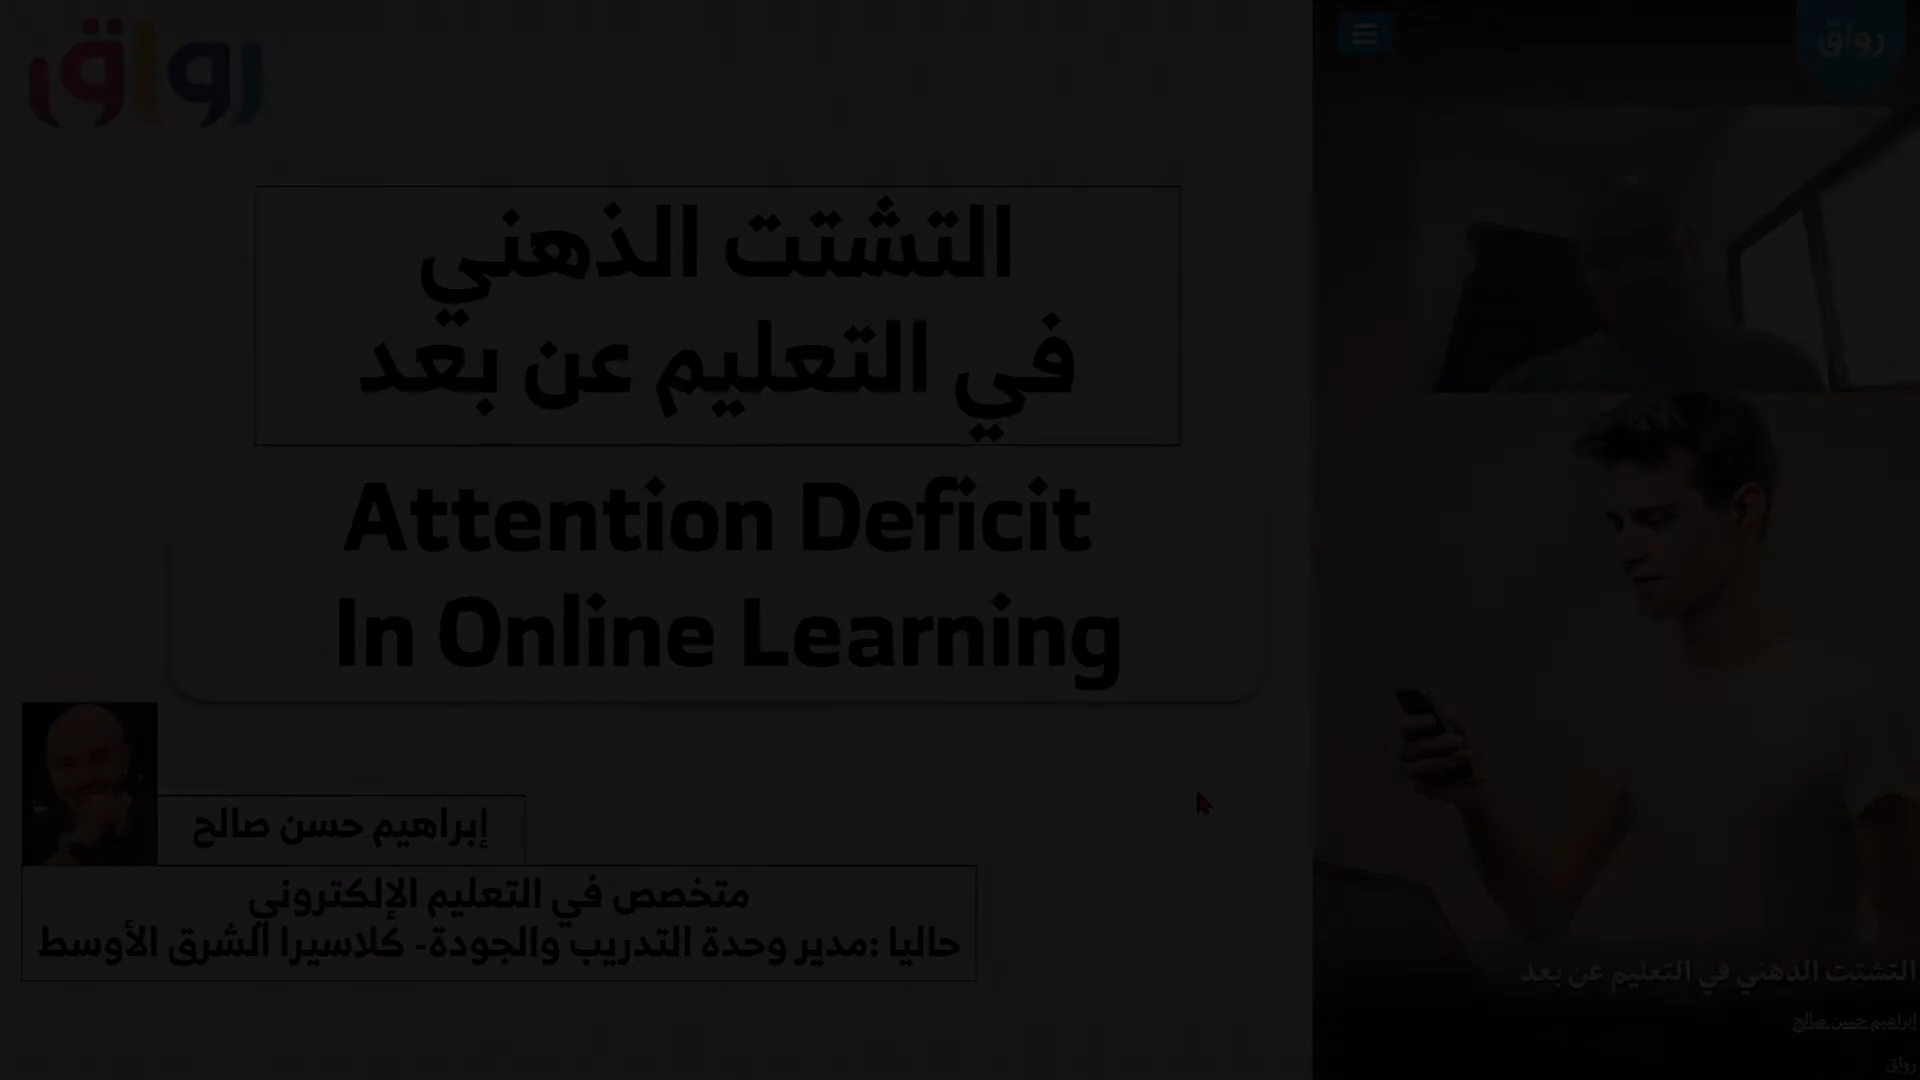 رواق
التشتت الذهني
في التعليم عن بعد
Attention Deficit
In Online Learning
إبراهيم حسن صالح
متخصص في التعليم الإلكتروني
حاليا :مدير وحدة التدريب والجودة- كلاسيرا الشرق الأوسط
رواق
التشتت الذهني في التعليم عن بعد
إبراهيم حسن صالح
رواق